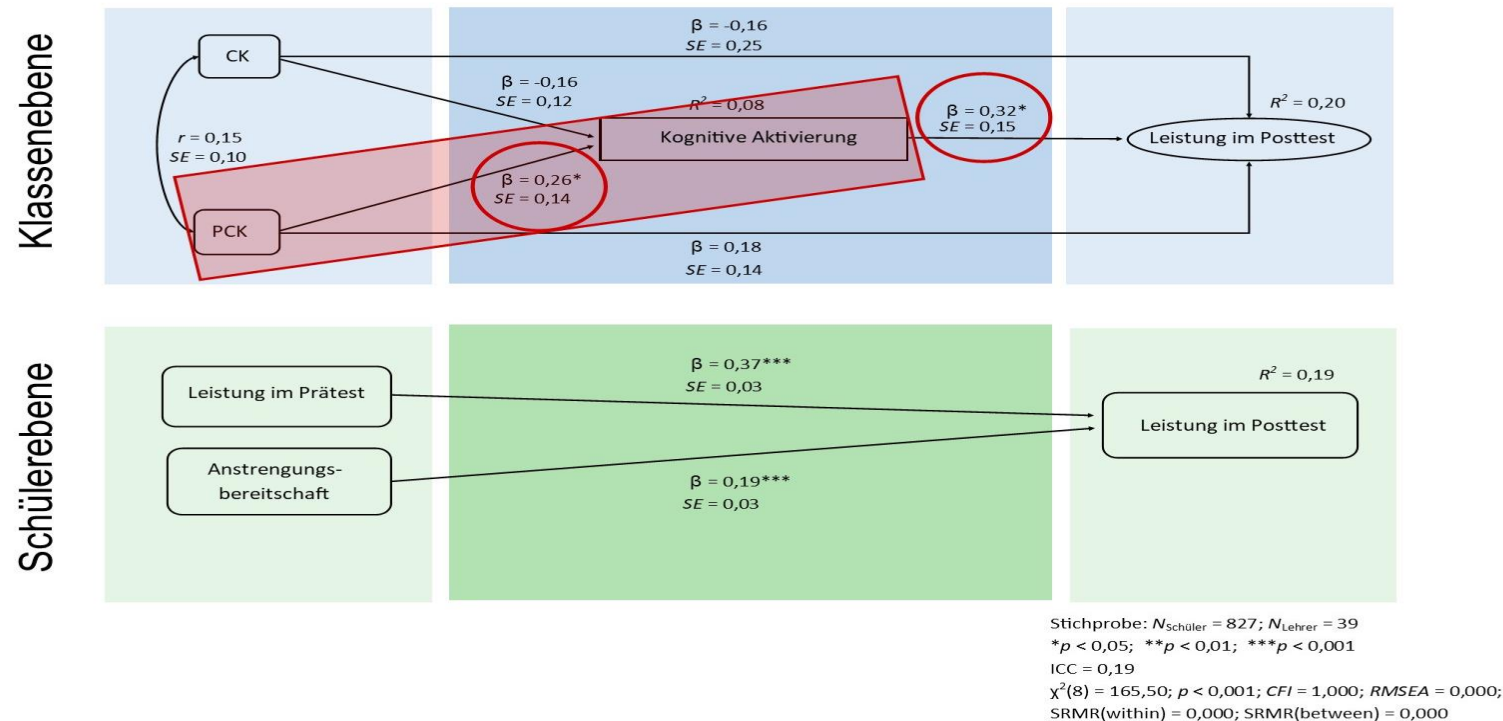 Klassenebene
CK
β = -0,16
SE = 0,25
β = -0,16
SE = 0,12
R² = 0,08
β = 0,32*
SE = 0,15
R² = 0,20
Kognitive Aktivierung
Leistung im Posttest
r = 0,15
SE = 0,10
β = 0,26*
SE = 0,14
PCK
β = 0,18
SE = 0,14
Schülerebene
Leistung im Prätest
β = 0,37***
SE = 0,03
R² = 0,19
Leistung im Posttest
Anstrengungs-
bereitschaft
β = 0,19***
SE = 0,03
Stichprobe: NSchüler = 827; NLehrer = 39
*p < 0,05; **p < 0,01; ***p < 0,001
ICC = 0,19
χ²(8) = 165,50; p < 0,001; CFI = 1,000; RMSEA = 0,000;
SRMR(within) = 0,000; SRMR(between) = 0,000